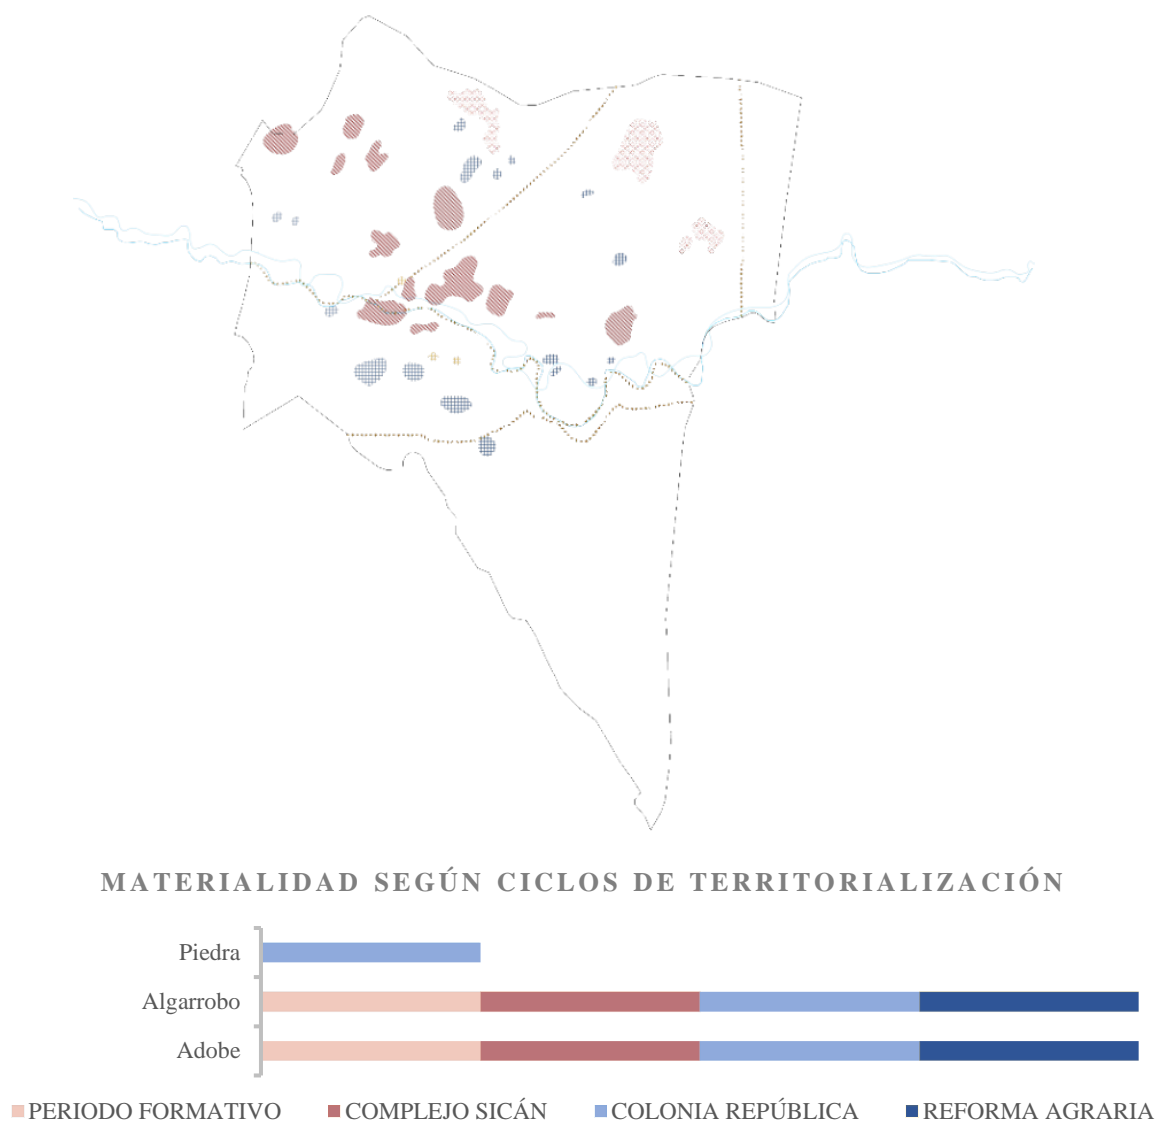 MATERIALIDAD SEGÚN CICLOS DE TERRITORIALIZACIÓN
Piedra
Algarrobo
Adobe
PERIODO FORMATIVO COMPLEJO SICÁN COLONIA REPÚBLICA REFORMA AGRARIA